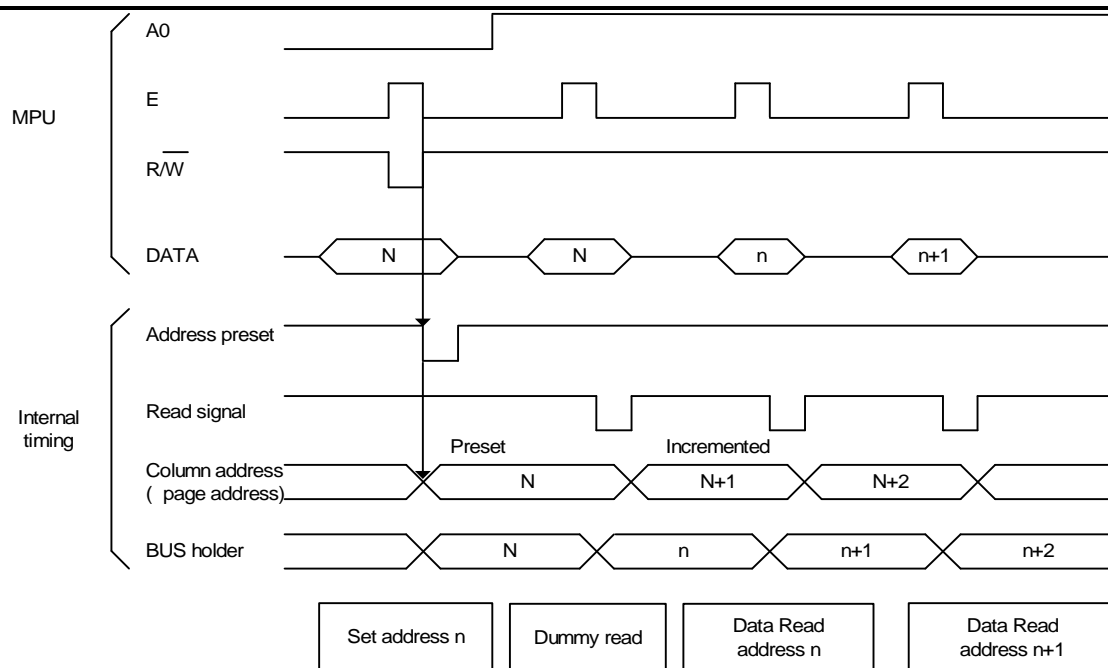 A0
E
MPU
R/W
DATA
N
N
n
n+1
Address preset
Read signal
Internal
timing
Preset
Incremented
Column address
( page address)
N
N+1
N+2
BUS holder
N
n
n+1
n+2
Set address n
Dummy read
Data Read
address n
Data Read
address n+1